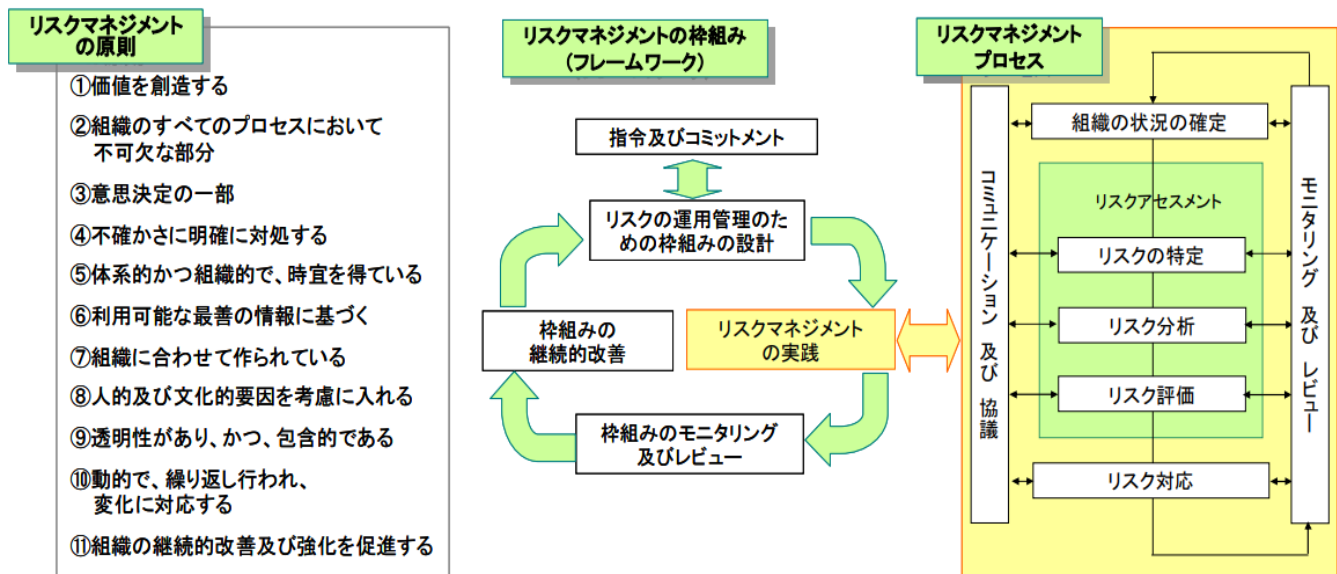 リスクマネジメント
の原則
①価値を創造する
②組織のすべてのプロセスにおいて
不可欠な部分
③意思決定の一部
④不確かさに明確に対処する
⑤体系的かつ組織的で、時宜を得ている
⑥利用可能な最善の情報に基づく
⑦組織に合わせて作られている
⑧人的及び文化的要因を考慮に入れる
⑨透明性があり、かつ、包含的である
⑩動的で、繰り返し行われ、
変化に対応する
⑪組織の継続的改善及び強化を促進する
リスクマネジメントの枠組み
(フレームワーク)
指令及びコミットメント
リスクの運用管理のた
めの枠組みの設計
枠組みの
継続的改善
リスクマネジメント
の実践
枠組みのモニタリング
及びレビュー
リスクマネジメント
プロセス
コミュニケーション 及び 協議
組織の状況の確定
リスクアセスメント
リスクの特定
リスク分析
リスク評価
リスク対応
モニタリング 及び レビュー